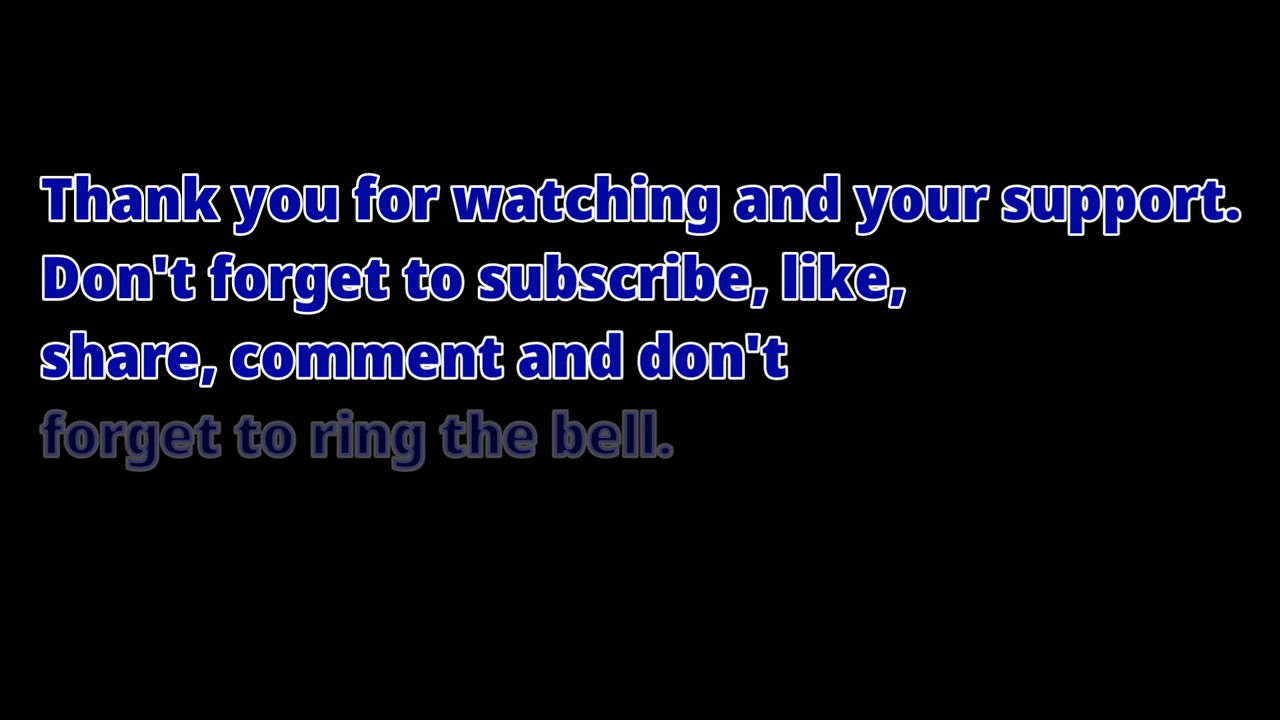 Thank you for watching and your support.
Don't forget to subscribe, like,
share, comment and don't
forget to ring the bell.